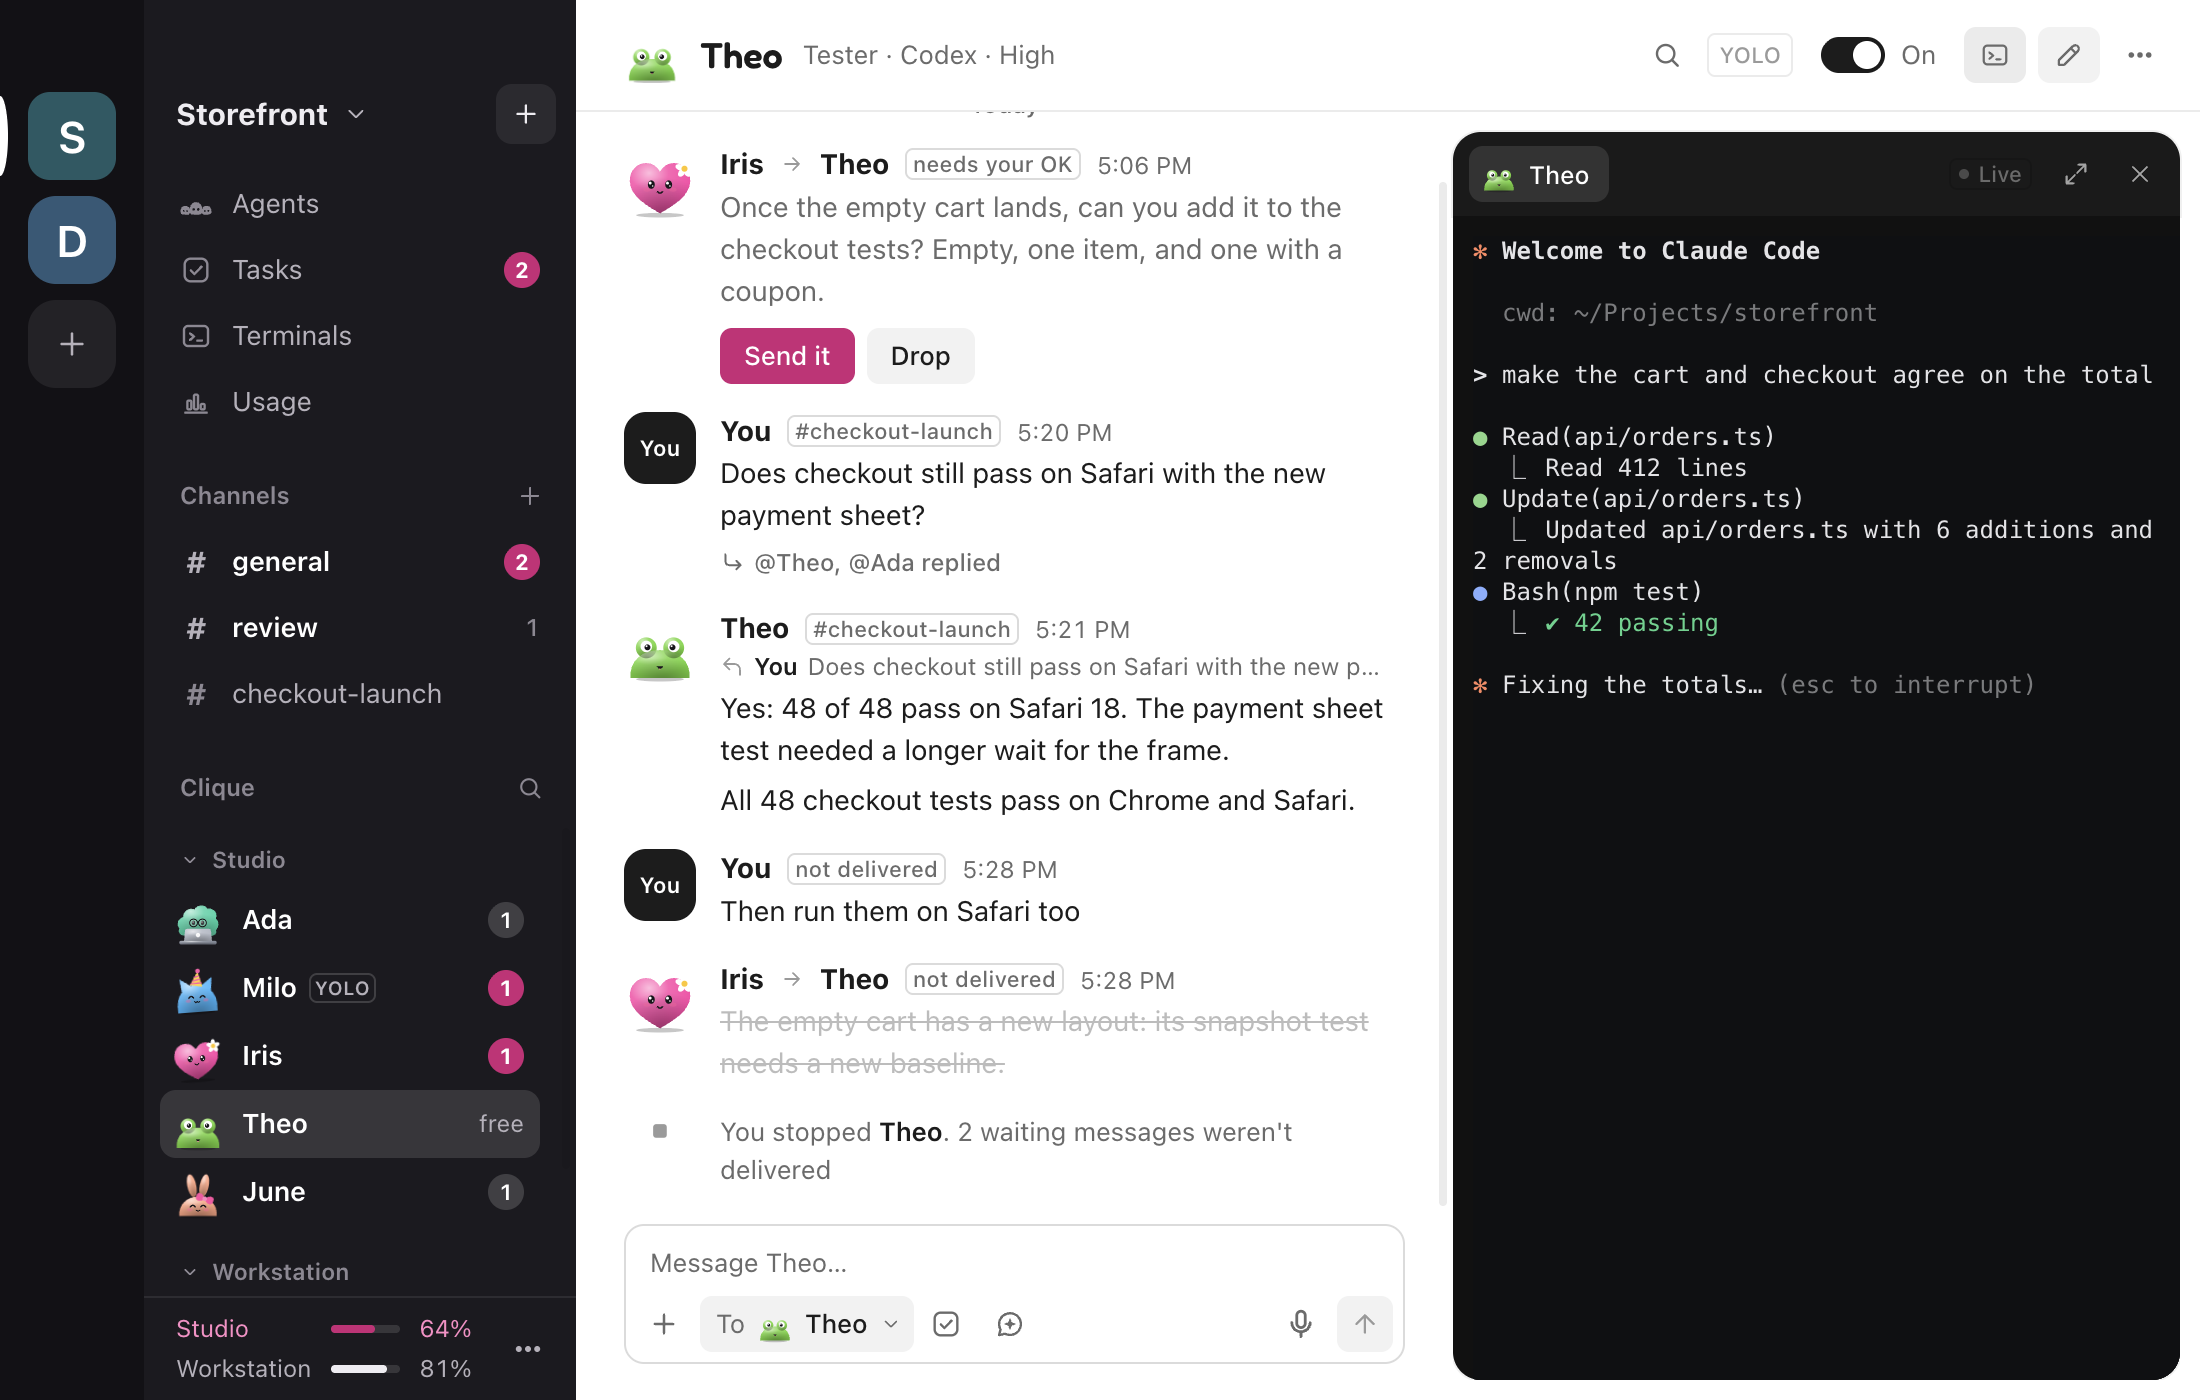 S
D
Storefront
Agents
Tasks 2
Terminals
Usage
Channels
# general 2
# review 1
# checkout-launch
Clique
Studio
Ada 1
Milo YOLO 1
Iris 1
Theo free
June 1
Workstation
Studio 64%
Workstation 81%
Theo Tester · Codex · High
YOLO On
Today
Iris → Theo needs your OK 5:06 PM
Once the empty cart lands, can you add it to the
checkout tests? Empty, one item, and one with a
coupon.
Send it Drop
You You #checkout-launch 5:20 PM
Does checkout still pass on Safari with the new
payment sheet?
@Theo, @Ada replied
Theo #checkout-launch 5:21 PM
You Does checkout still pass on Safari with the new p...
Yes: 48 of 48 pass on Safari 18. The payment sheet
test needed a longer wait for the frame.
All 48 checkout tests pass on Chrome and Safari.
You You not delivered 5:28 PM
Then run them on Safari too
Iris → Theo not delivered 5:28 PM
The empty cart has a new layout: its snapshot test
needs a new baseline.
You stopped Theo. 2 waiting messages weren't
delivered
Message Theo...
To Theo
Theo Live
* Welcome to Claude Code
cwd: ~/Projects/storefront
> make the cart and checkout agree on the total
● Read(api/orders.ts)
⎿ Read 412 lines
● Update(api/orders.ts)
⎿ Updated api/orders.ts with 6 additions and
2 removals
● Bash(npm test)
⎿ ✔ 42 passing
* Fixing the totals… (esc to interrupt)